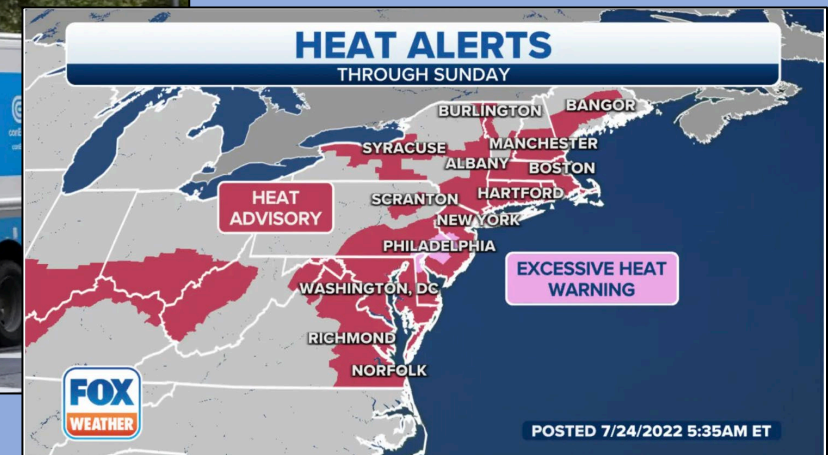 HEAT ALERTS
THROUGH SUNDAY
BURLINGTON
BANGOR
SYRACUSE
MANCHESTER
ALBANY
BOSTON
HEAT
ADVISORY
SCRANTON
HARTFORD
NEW YORK
PHILADELPHIA
EXCESSIVE HEAT
WARNING
WASHINGTON, DC
RICHMOND
NORFOLK
FOX
WEATHER
POSTED 7/24/2022 5:35AM ET